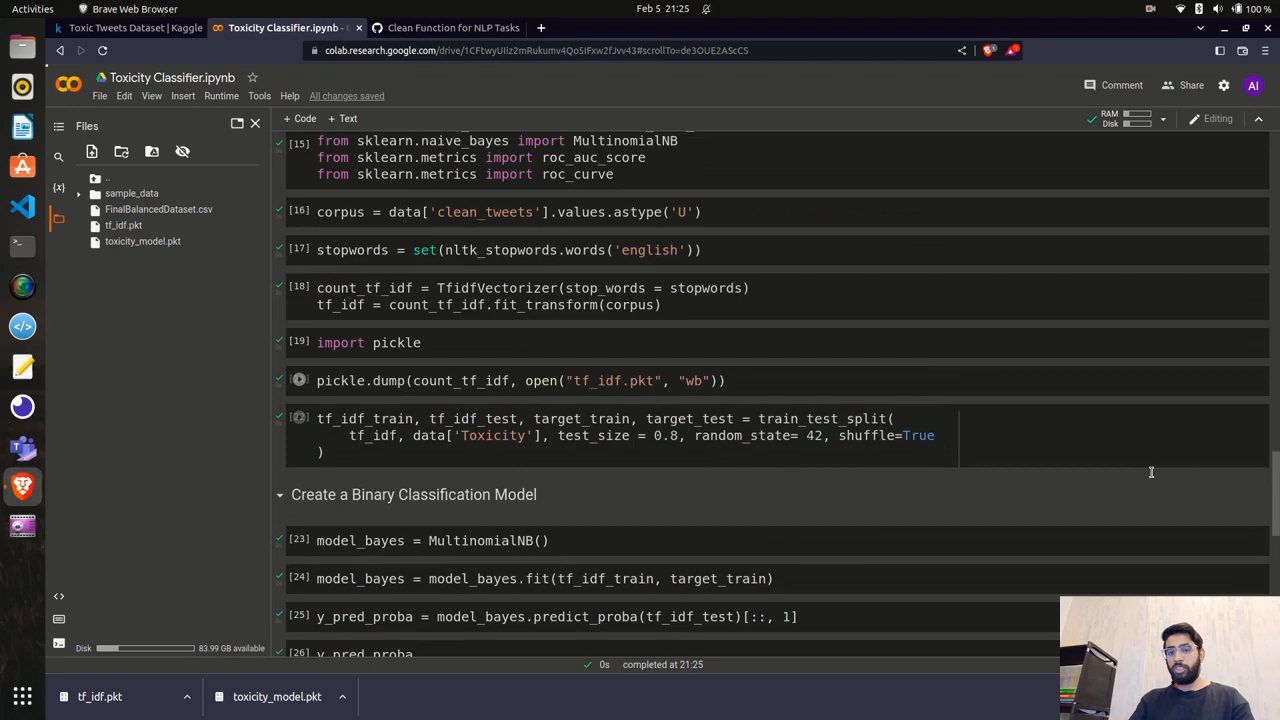 Activities
Brave Web Browser
Feb 5 21:25
100 %
Toxic Tweets Dataset | Kaggle
Toxicity Classifier.ipynb -
Clean Function for NLP Tasks
colab.research.google.com/drive/1CFtwyUIiz2mRukumv4Qo5IFxw2fJvv43#scrollTo=de3OUE2AScCS
Toxicity Classifier.ipynb
File Edit View Insert Runtime Tools Help All changes saved
Comment
Share
AI
+ Code + Text
RAM
Disk
Editing
Files
..
sample_data
FinalBalancedDataset.csv
tf_idf.pkt
toxicity_model.pkt
[15] from sklearn.naive_bayes import MultinomialNB
from sklearn.metrics import roc_auc_score
from sklearn.metrics import roc_curve
[16] corpus = data['clean_tweets'].values.astype('U')
[17] stopwords = set(nltk_stopwords.words('english'))
[18] count_tf_idf = TfidfVectorizer(stop_words = stopwords)
tf_idf = count_tf_idf.fit_transform(corpus)
[19] import pickle
pickle.dump(count_tf_idf, open("tf_idf.pkt", "wb"))
[22] tf_idf_train, tf_idf_test, target_train, target_test = train_test_split(
tf_idf, data['Toxicity'], test_size = 0.8, random_state= 42, shuffle=True
)
Create a Binary Classification Model
[23] model_bayes = MultinomialNB()
[24] model_bayes = model_bayes.fit(tf_idf_train, target_train)
[25] y_pred_proba = model_bayes.predict_proba(tf_idf_test)[::, 1]
[26] y_pred_proba
Disk
83.99 GB available
0s completed at 21:25
tf_idf.pkt
toxicity_model.pkt